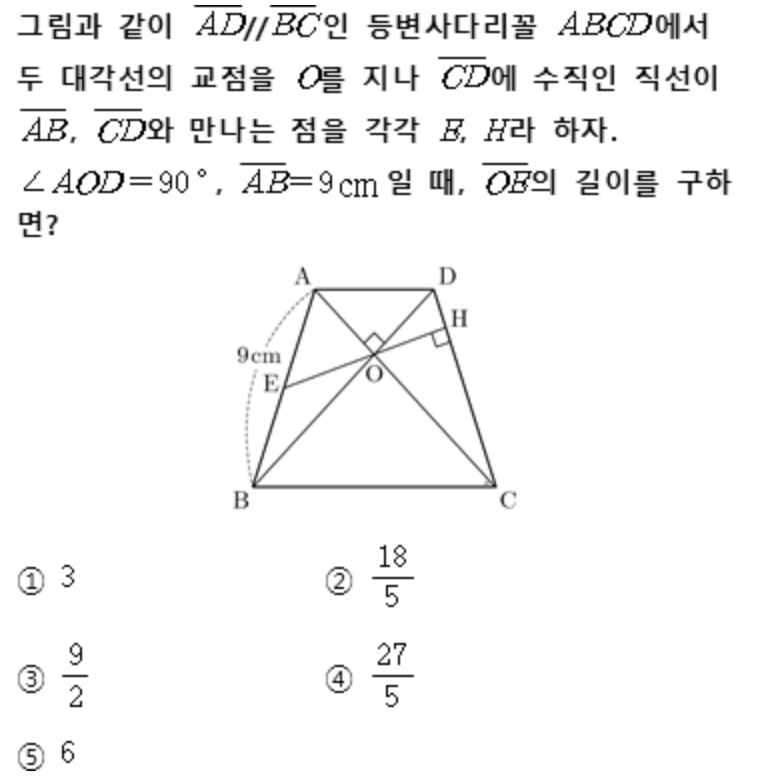 그림과 같이 AD//BC인 등변사다리꼴 ABCD에서
두 대각선의 교점을 O를 지나 CD에 수직인 직선이
AB, CD와 만나는 점을 각각 E, H라 하자.
∠AOD=90°, AB=9cm일 때, OE의 길이를 구하
면?
A D
H
9cm
E O
B C
① 3 ② 18/5
③ 9/2 ④ 27/5
⑤ 6